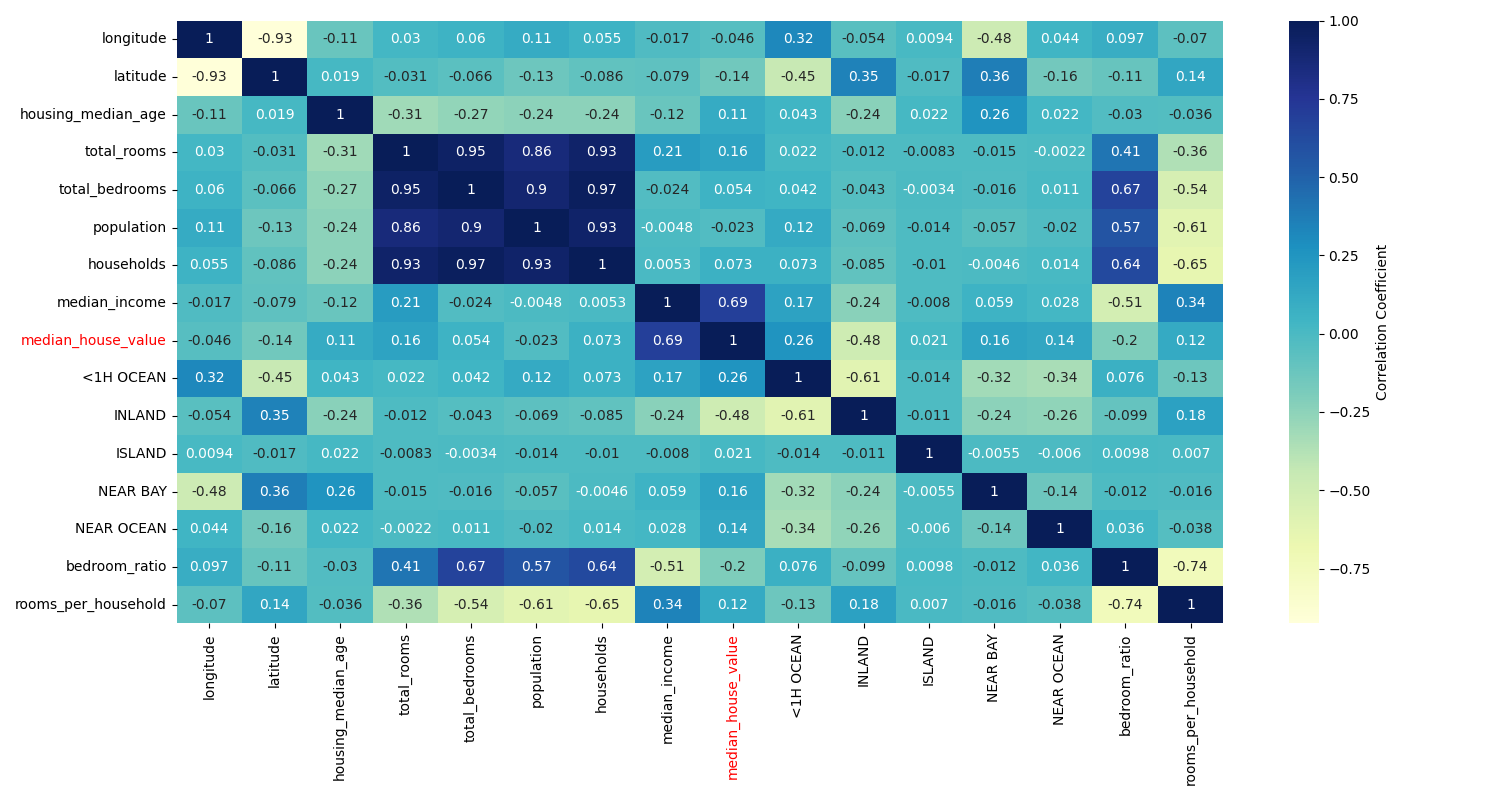 longitude 1 -0.93 -0.11 0.03 0.06 0.11 0.055 -0.017 -0.046 0.32 -0.054 0.0094 -0.48 0.044 0.097 -0.07
latitude -0.93 1 0.019 -0.031 -0.066 -0.13 -0.086 -0.079 -0.14 -0.45 0.35 -0.017 0.36 -0.16 -0.11 0.14
housing_median_age -0.11 0.019 1 -0.31 -0.27 -0.24 -0.24 -0.12 0.11 0.043 -0.24 0.022 0.26 0.022 -0.03 -0.036
total_rooms 0.03 -0.031 -0.31 1 0.95 0.86 0.93 0.21 0.16 0.022 -0.012 -0.0083 -0.015 -0.0022 0.41 -0.36
total_bedrooms 0.06 -0.066 -0.27 0.95 1 0.9 0.97 -0.024 0.054 0.042 -0.043 -0.0034 -0.016 0.011 0.67 -0.54
population 0.11 -0.13 -0.24 0.86 0.9 1 0.93 -0.0048 -0.023 0.12 -0.069 -0.014 -0.057 -0.02 0.57 -0.61
households 0.055 -0.086 -0.24 0.93 0.97 0.93 1 0.0053 0.073 0.073 -0.085 -0.01 -0.0046 0.014 0.64 -0.65
median_income -0.017 -0.079 -0.12 0.21 -0.024 -0.0048 0.0053 1 0.69 0.17 -0.24 -0.008 0.059 0.028 -0.51 0.34
median_house_value -0.046 -0.14 0.11 0.16 0.054 -0.023 0.073 0.69 1 0.26 -0.48 0.021 0.16 0.14 -0.2 0.12
<1H OCEAN 0.32 -0.45 0.043 0.022 0.042 0.12 0.073 0.17 0.26 1 -0.61 -0.014 -0.32 -0.34 0.076 -0.13
INLAND -0.054 0.35 -0.24 -0.012 -0.043 -0.069 -0.085 -0.24 -0.48 -0.61 1 -0.011 -0.24 -0.26 -0.099 0.18
ISLAND 0.0094 -0.017 0.022 -0.0083 -0.0034 -0.014 -0.01 -0.008 0.021 -0.014 -0.011 1 -0.0055 -0.006 0.0098 0.007
NEAR BAY -0.48 0.36 0.26 -0.015 -0.016 -0.057 -0.0046 0.059 0.16 -0.32 -0.24 -0.0055 1 -0.14 -0.012 -0.016
NEAR OCEAN 0.044 -0.16 0.022 -0.0022 0.011 -0.02 0.014 0.028 0.14 -0.34 -0.26 -0.006 -0.14 1 0.036 -0.038
bedroom_ratio 0.097 -0.11 -0.03 0.41 0.67 0.57 0.64 -0.51 -0.2 0.076 -0.099 0.0098 -0.012 0.036 1 -0.74
rooms_per_household -0.07 0.14 -0.036 -0.36 -0.54 -0.61 -0.65 0.34 0.12 -0.13 0.18 0.007 -0.016 -0.038 -0.74 1
longitude
latitude
housing_median_age
total_rooms
total_bedrooms
population
households
median_income
median_house_value
<1H OCEAN
INLAND
ISLAND
NEAR BAY
NEAR OCEAN
bedroom_ratio
rooms_per_household
1.00
0.75
0.50
0.25
0.00
−0.25
−0.50
−0.75
Correlation Coefficient